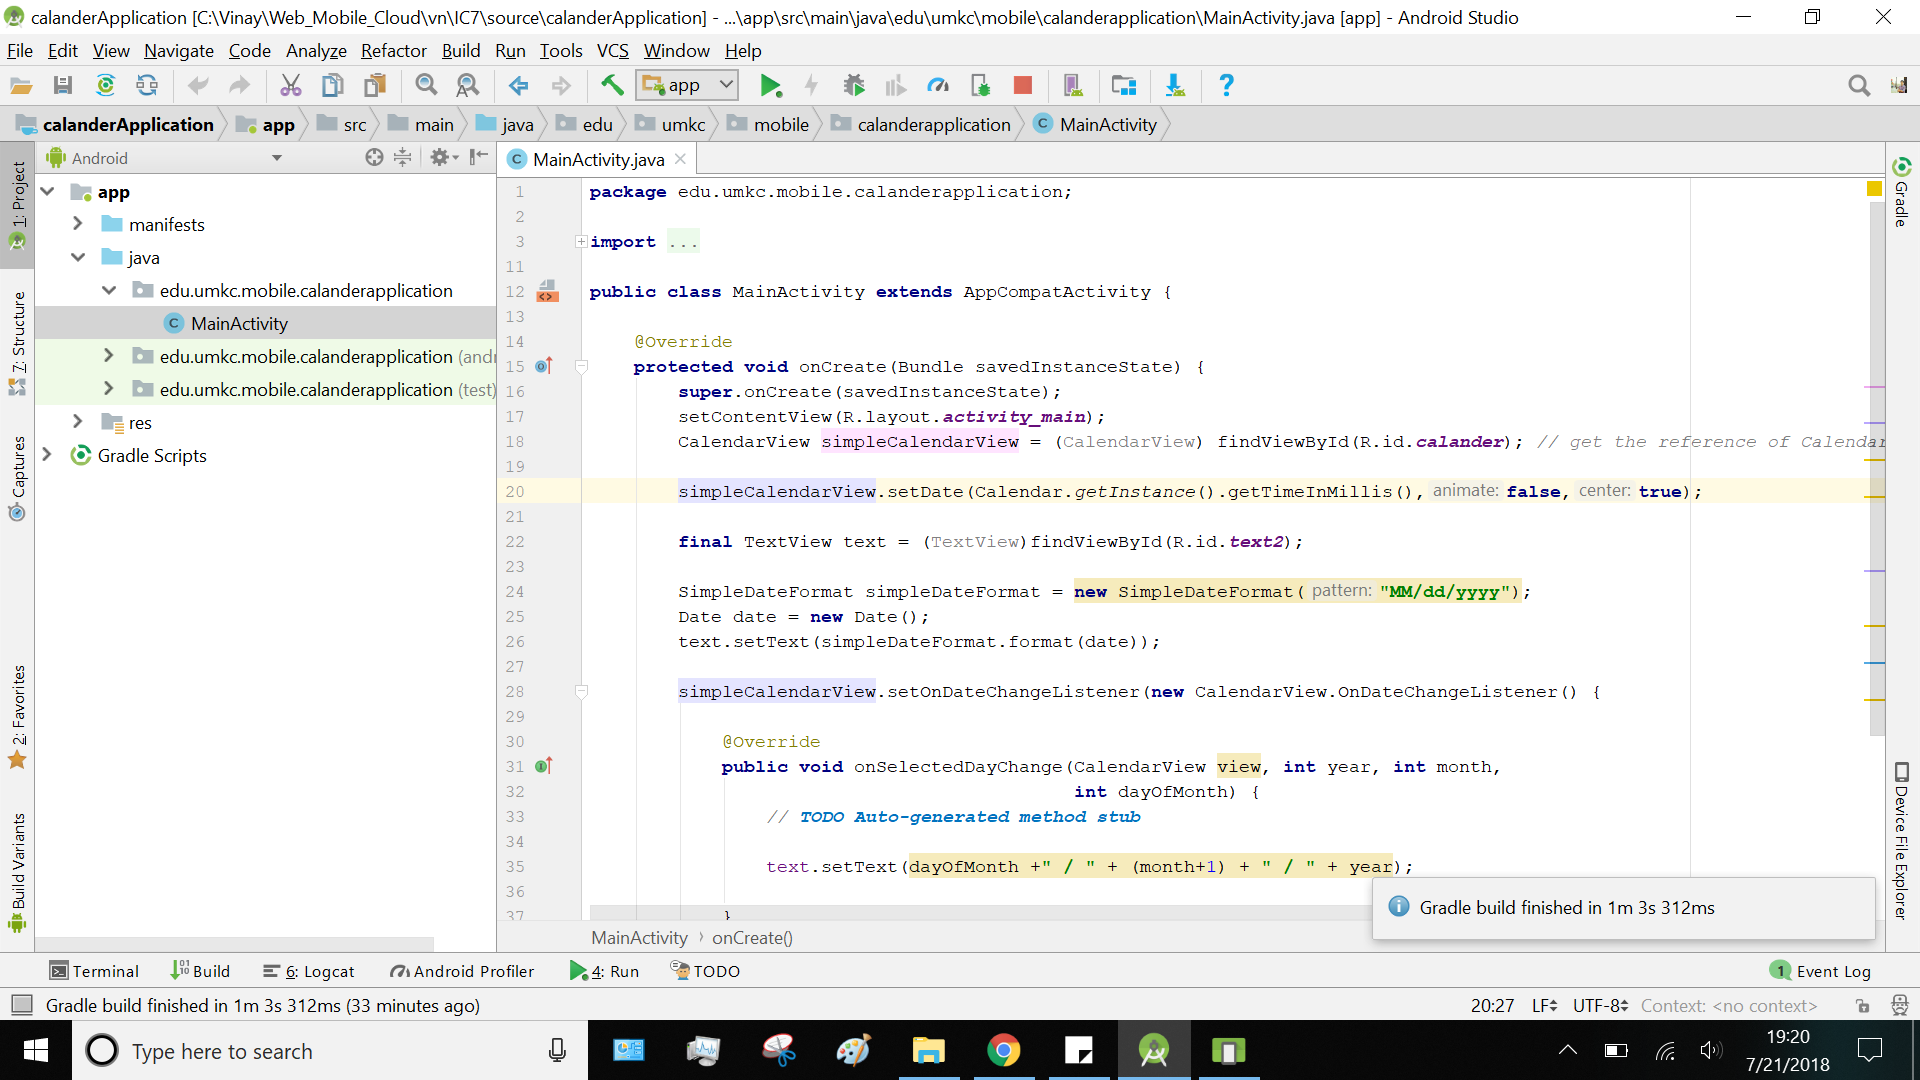 calanderApplication [C:\Vinay\Web_Mobile_Cloud\vn\IC7\source\calanderApplication] - ...\app\src\main\java\edu\umkc\mobile\calanderapplication\MainActivity.java [app] - Android Studio
File Edit View Navigate Code Analyze Refactor Build Run Tools VCS Window Help
app
calanderApplication app src main java edu umkc mobile calanderapplication MainActivity
Android
MainActivity.java
1: Project
7: Structure
Captures
2: Favorites
Build Variants
app
manifests
java
edu.umkc.mobile.calanderapplication
MainActivity
edu.umkc.mobile.calanderapplication (andr
edu.umkc.mobile.calanderapplication (test)
res
Gradle Scripts
1 package edu.umkc.mobile.calanderapplication;
2
3 import ...
11
12 public class MainActivity extends AppCompatActivity {
13
14 @Override
15 protected void onCreate(Bundle savedInstanceState) {
16 super.onCreate(savedInstanceState);
17 setContentView(R.layout.activity_main);
18 CalendarView simpleCalendarView = (CalendarView) findViewById(R.id.calander); // get the reference of Calendar
19
20 simpleCalendarView.setDate(Calendar.getInstance().getTimeInMillis(), animate: false, center: true);
21
22 final TextView text = (TextView)findViewById(R.id.text2);
23
24 SimpleDateFormat simpleDateFormat = new SimpleDateFormat( pattern: "MM/dd/yyyy");
25 Date date = new Date();
26 text.setText(simpleDateFormat.format(date));
27
28 simpleCalendarView.setOnDateChangeListener(new CalendarView.OnDateChangeListener() {
29
30 @Override
31 public void onSelectedDayChange(CalendarView view, int year, int month,
32 int dayOfMonth) {
33 // TODO Auto-generated method stub
34
35 text.setText(dayOfMonth +" / " + (month+1) + " / " + year);
36
37 }
Gradle
Device File Explorer
Gradle build finished in 1m 3s 312ms
MainActivity › onCreate()
Terminal Build 6: Logcat Android Profiler 4: Run TODO 1 Event Log
Gradle build finished in 1m 3s 312ms (33 minutes ago) 20:27 LF UTF-8 Context: <no context>
Type here to search
19:20
7/21/2018